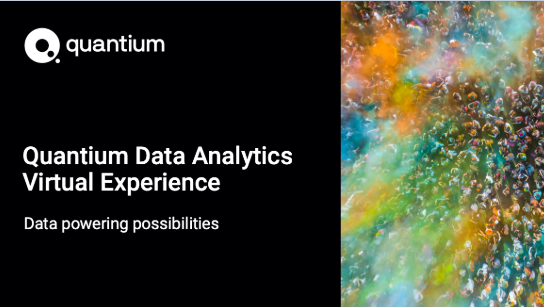 quantium
Quantium Data Analytics
Virtual Experience
Data powering possibilities